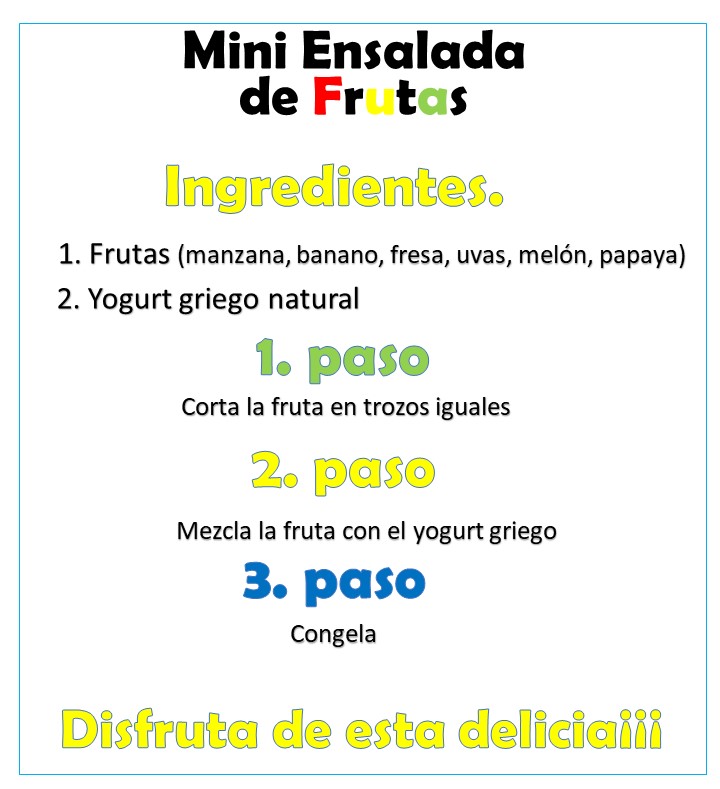 Mini Ensalada
de Frutas
Ingredientes.
1. Frutas (manzana, banano, fresa, uvas, melón, papaya)
2. Yogurt griego natural
1. paso
Corta la fruta en trozos iguales
2. paso
Mezcla la fruta con el yogurt griego
3. paso
Congela
Disfruta de esta delicia¡¡¡